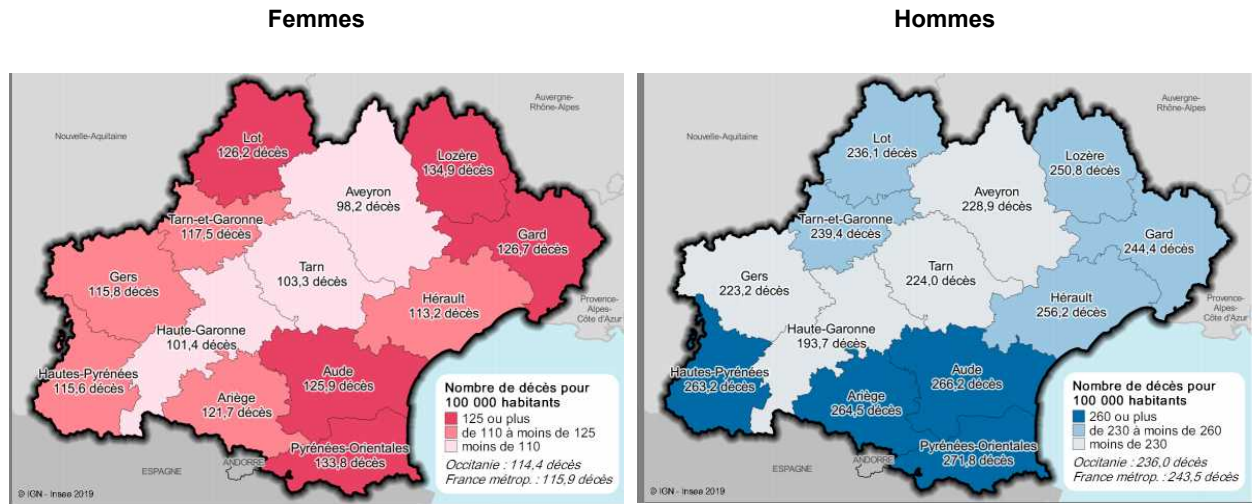 Femmes
Hommes
Auvergne-
Rhône-Alpes
Nouvelle-Aquitaine
Lot
126,2 décès
Lozère
134,9 décès
Aveyron
98,2 décès
Tarn-et-Garonne
117,5 décès
Gard
126,7 décès
Tarn
103,3 décès
Gers
115,8 décès
Hérault
113,2 décès
Provence-
Alpes-
Côte d'Azur
Haute-Garonne
101,4 décès
Hautes-Pyrénées
115,6 décès
Aude
125,9 décès
Ariège
121,7 décès
Pyrénées-Orientales
133,8 décès
ESPAGNE
ANDORRE
Nombre de décès pour
100 000 habitants
125 ou plus
de 110 à moins de 125
moins de 110
Occitanie : 114,4 décès
France métrop. : 115,9 décès
© IGN - Insee 2019
Auvergne-
Rhône-Alpes
Nouvelle-Aquitaine
Lot
236,1 décès
Lozère
250,8 décès
Aveyron
228,9 décès
Tarn-et-Garonne
239,4 décès
Gard
244,4 décès
Tarn
224,0 décès
Gers
223,2 décès
Hérault
256,2 décès
Provence-
Alpes-
Côte d'Azur
Haute-Garonne
193,7 décès
Hautes-Pyrénées
263,2 décès
Aude
266,2 décès
Ariège
264,5 décès
Pyrénées-Orientales
271,8 décès
ESPAGNE
ANDORRE
Nombre de décès pour
100 000 habitants
260 ou plus
de 230 à moins de 260
moins de 230
Occitanie : 236,0 décès
France métrop. : 243,5 décès
© IGN - Insee 2019